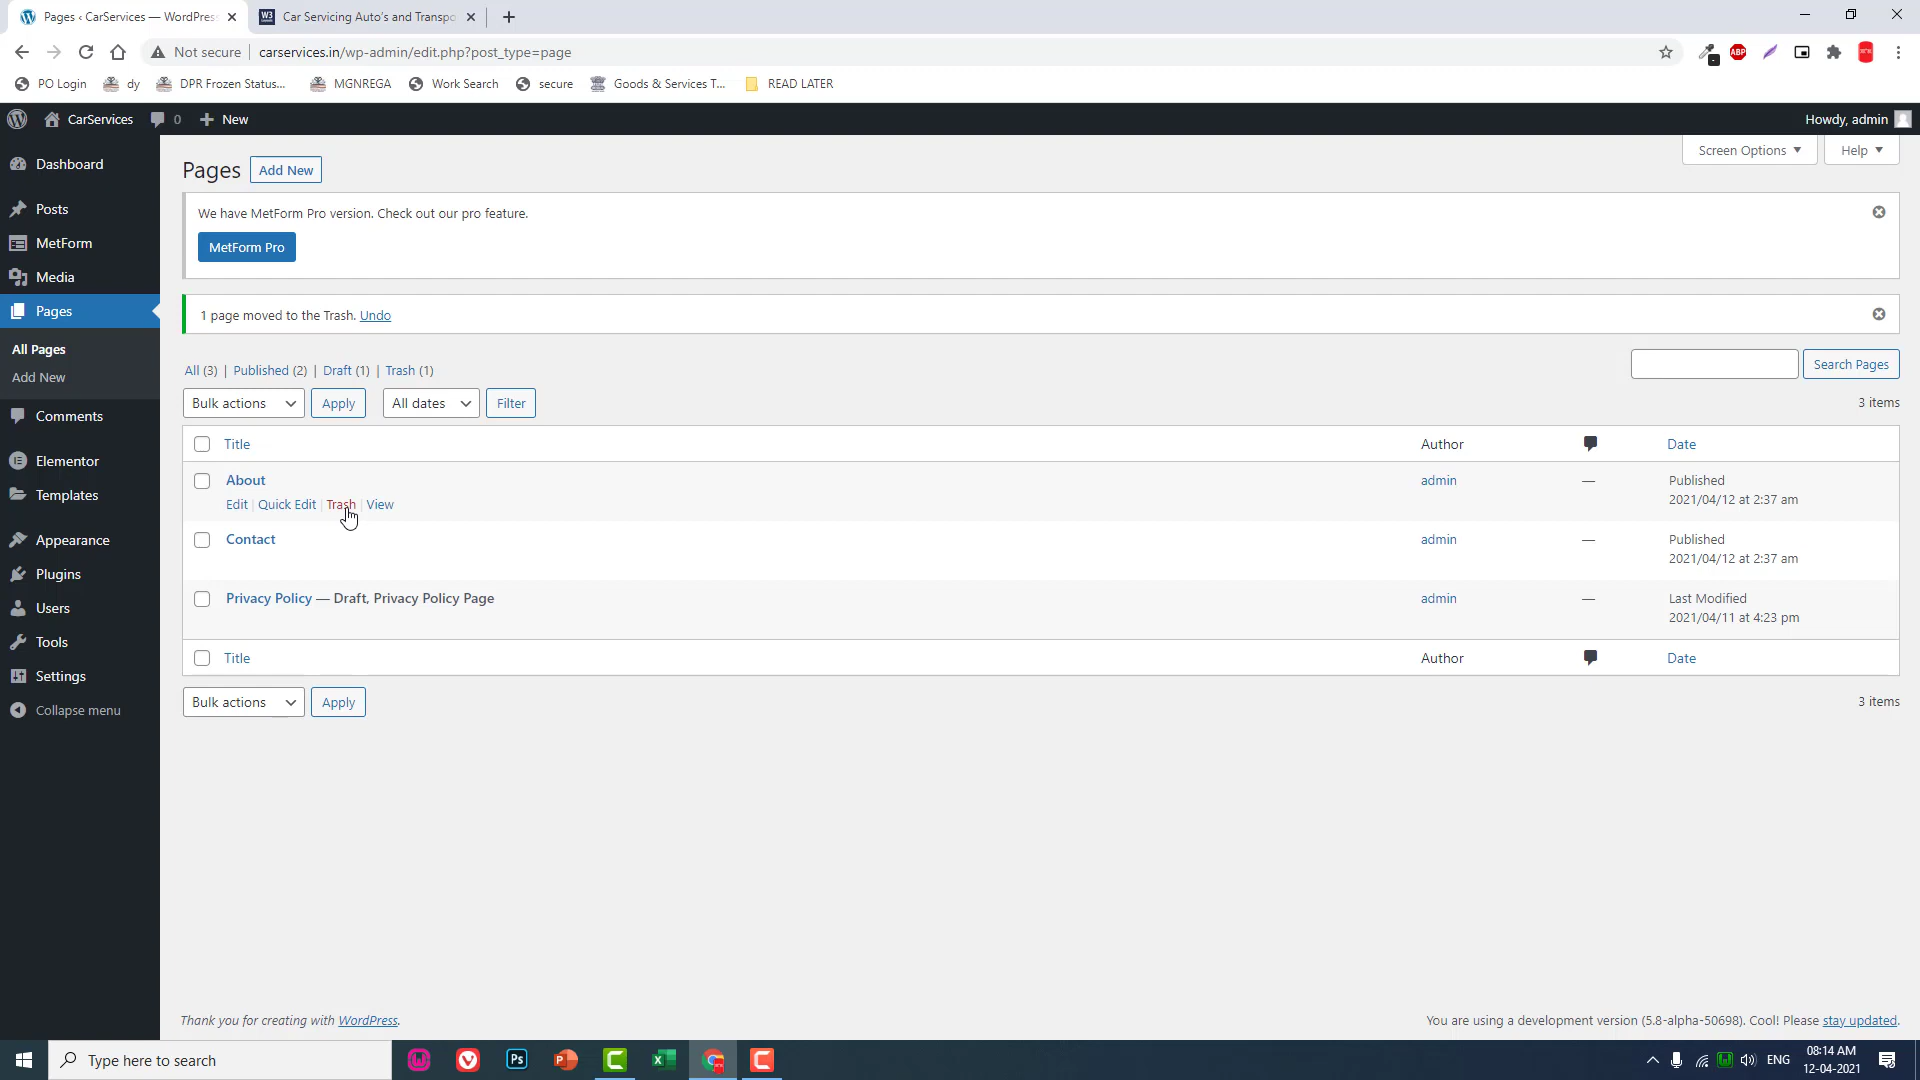 Pages ‹ CarServices — WordPress
Car Servicing Auto's and Transpo
Not secure carservices.in/wp-admin/edit.php?post_type=page
ABP
PO Login dy DPR Frozen Status... MGNREGA Work Search secure Goods & Services T... READ LATER
CarServices 0 New Howdy, admin
Dashboard
Posts
MetForm
Media
Pages
All Pages
Add New
Comments
Elementor
Templates
Appearance
Plugins
Users
Tools
Settings
Collapse menu
Screen Options Help
Pages Add New
We have MetForm Pro version. Check out our pro feature.
MetForm Pro
1 page moved to the Trash. Undo
All (3) | Published (2) | Draft (1) | Trash (1)
Search Pages
Bulk actions Apply All dates Filter 3 items
Title Author Date
About admin — Published
2021/04/12 at 2:37 am
Edit | Quick Edit | Trash | View
Contact admin — Published
2021/04/12 at 2:37 am
Privacy Policy — Draft, Privacy Policy Page admin — Last Modified
2021/04/11 at 4:23 pm
Title Author Date
Bulk actions Apply 3 items
Thank you for creating with WordPress.
You are using a development version (5.8-alpha-50698). Cool! Please stay updated.
Type here to search
Ps
ENG
08:14 AM
12-04-2021